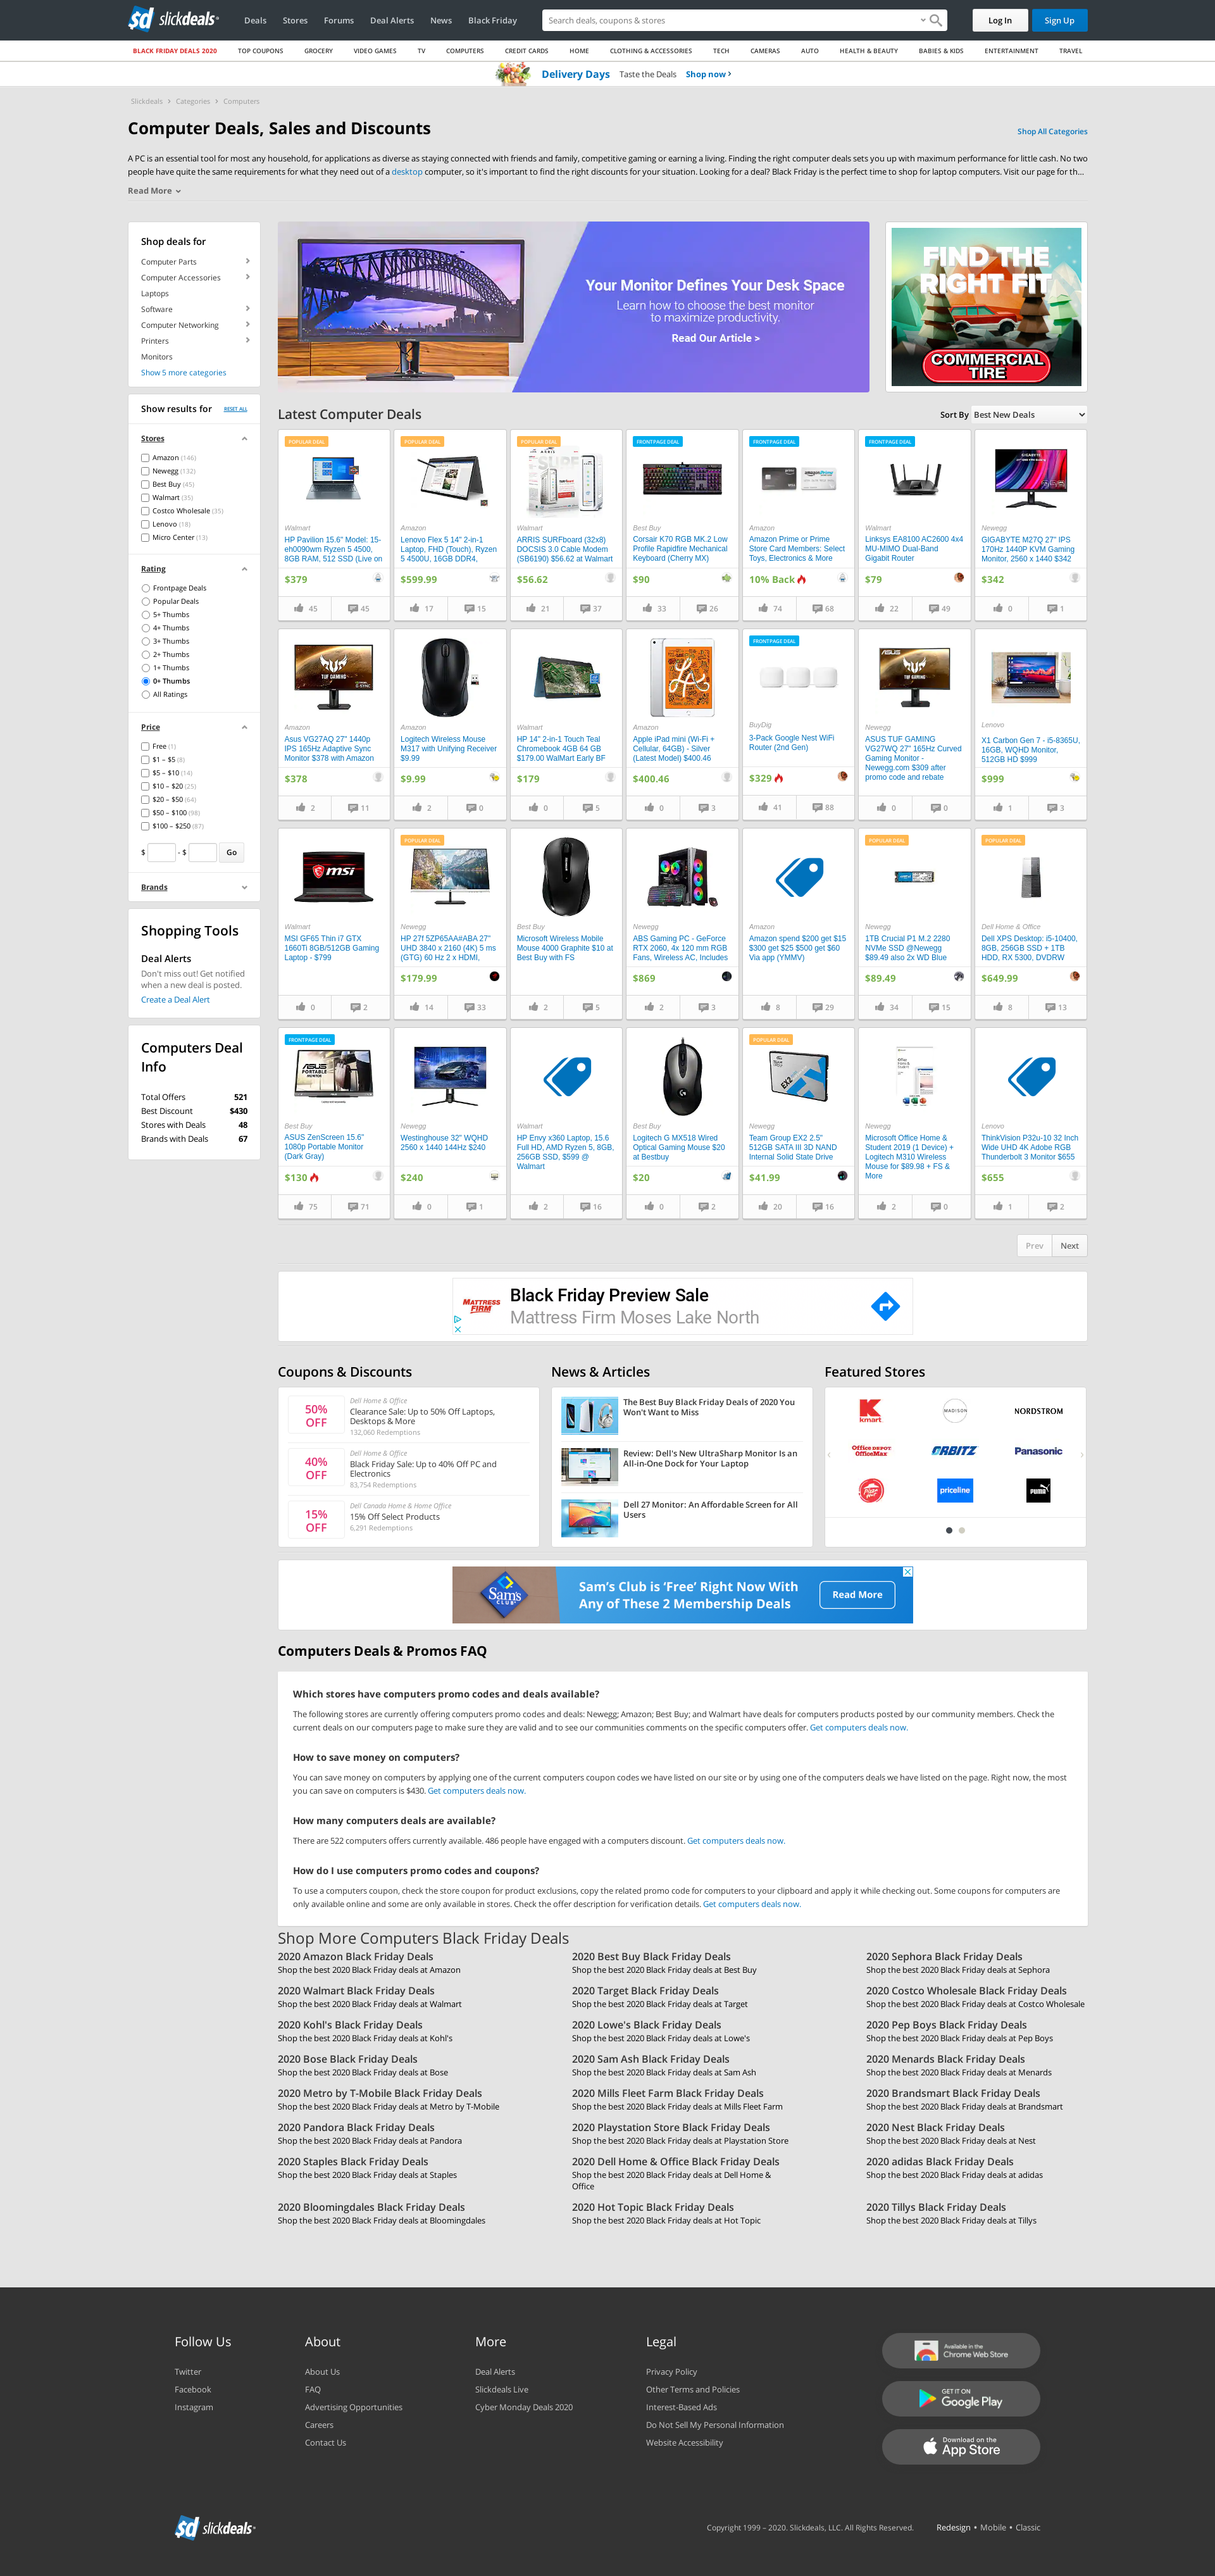 slickdeals
Deals
Stores
Forums
Deal Alerts
News
Black Friday
Search deals, coupons & stores
Log In
Sign Up
BLACK FRIDAY DEALS 2020
TOP COUPONS
GROCERY
VIDEO GAMES
TV
COMPUTERS
CREDIT CARDS
HOME
CLOTHING & ACCESSORIES
TECH
CAMERAS
AUTO
HEALTH & BEAUTY
BABIES & KIDS
ENTERTAINMENT
TRAVEL
Delivery Days Taste the Deals Shop now
Slickdeals > Categories > Computers
Computer Deals, Sales and Discounts
Shop All Categories
A PC is an essential tool for most any household, for applications as diverse as staying connected with friends and family, competitive gaming or earning a living. Finding the right computer deals sets you up with maximum performance for little cash. No two
people have quite the same requirements for what they need out of a desktop computer, so it's important to find the right discounts for your situation. Looking for a deal? Black Friday is the perfect time to shop for laptop computers. Visit our page for th...
Read More
Shop deals for
Computer Parts
Computer Accessories
Laptops
Software
Computer Networking
Printers
Monitors
Show 5 more categories
Show results for RESET ALL
Stores
Amazon (146)
Newegg (132)
Best Buy (45)
Walmart (35)
Costco Wholesale (35)
Lenovo (18)
Micro Center (13)
Rating
Frontpage Deals
Popular Deals
5+ Thumbs
4+ Thumbs
3+ Thumbs
2+ Thumbs
1+ Thumbs
0+ Thumbs
All Ratings
Price
Free (1)
$1 – $5 (8)
$5 – $10 (14)
$10 – $20 (25)
$20 – $50 (64)
$50 – $100 (98)
$100 – $250 (87)
$ - $ Go
Brands
Shopping Tools
Deal Alerts
Don't miss out! Get notified
when a new deal is posted.
Create a Deal Alert
Computers Deal
Info
Total Offers 521
Best Discount $430
Stores with Deals 48
Brands with Deals 67
Your Monitor Defines Your Desk Space
Learn how to choose the best monitor
to maximize productivity.
Read Our Article >
FIND THE
RIGHT FIT
COMMERCIAL
TIRE
Latest Computer Deals
Sort By Best New Deals
POPULAR DEAL
Walmart
HP Pavilion 15.6" Model: 15-
eh0090wm Ryzen 5 4500,
8GB RAM, 512 SSD (Live on
$379
45 45
POPULAR DEAL
Amazon
Lenovo Flex 5 14" 2-in-1
Laptop, FHD (Touch), Ryzen
5 4500U, 16GB DDR4,
$599.99
17 15
POPULAR DEAL
Walmart
ARRIS SURFboard (32x8)
DOCSIS 3.0 Cable Modem
(SB6190) $56.62 at Walmart
$56.62
21 37
FRONTPAGE DEAL
Best Buy
Corsair K70 RGB MK.2 Low
Profile Rapidfire Mechanical
Keyboard (Cherry MX)
$90
33 26
FRONTPAGE DEAL
Amazon
Amazon Prime or Prime
Store Card Members: Select
Toys, Electronics & More
10% Back
74 68
FRONTPAGE DEAL
Walmart
Linksys EA8100 AC2600 4x4
MU-MIMO Dual-Band
Gigabit Router
$79
22 49
Newegg
GIGABYTE M27Q 27" IPS
170Hz 1440P KVM Gaming
Monitor, 2560 x 1440 $342
$342
0 1
Amazon
Asus VG27AQ 27" 1440p
IPS 165Hz Adaptive Sync
Monitor $378 with Amazon
$378
2 11
Amazon
Logitech Wireless Mouse
M317 with Unifying Receiver
$9.99
$9.99
2 0
Walmart
HP 14" 2-in-1 Touch Teal
Chromebook 4GB 64 GB
$179.00 WalMart Early BF
$179
0 5
Amazon
Apple iPad mini (Wi-Fi +
Cellular, 64GB) - Silver
(Latest Model) $400.46
$400.46
0 3
FRONTPAGE DEAL
BuyDig
3-Pack Google Nest WiFi
Router (2nd Gen)
$329
41 88
Newegg
ASUS TUF GAMING
VG27WQ 27" 165Hz Curved
Gaming Monitor -
Newegg.com $309 after
promo code and rebate
0 0
Lenovo
X1 Carbon Gen 7 - i5-8365U,
16GB, WQHD Monitor,
512GB HD $999
$999
1 3
Walmart
MSI GF65 Thin i7 GTX
1660Ti 8GB/512GB Gaming
Laptop - $799
0 2
POPULAR DEAL
Newegg
HP 27f 5ZP65AA#ABA 27"
UHD 3840 x 2160 (4K) 5 ms
(GTG) 60 Hz 2 x HDMI,
$179.99
14 33
Best Buy
Microsoft Wireless Mobile
Mouse 4000 Graphite $10 at
Best Buy with FS
2 5
Newegg
ABS Gaming PC - GeForce
RTX 2060, 4x 120 mm RGB
Fans, Wireless AC, Includes
$869
2 3
Amazon
Amazon spend $200 get $15
$300 get $25 $500 get $60
Via app (YMMV)
8 29
POPULAR DEAL
Newegg
1TB Crucial P1 M.2 2280
NVMe SSD @Newegg
$89.49 also 2x WD Blue
$89.49
34 15
POPULAR DEAL
Dell Home & Office
Dell XPS Desktop: i5-10400,
8GB, 256GB SSD + 1TB
HDD, RX 5300, DVDRW
$649.99
8 13
FRONTPAGE DEAL
Best Buy
ASUS ZenScreen 15.6"
1080p Portable Monitor
(Dark Gray)
$130
75 71
Newegg
Westinghouse 32" WQHD
2560 x 1440 144Hz $240
$240
0 1
Walmart
HP Envy x360 Laptop, 15.6
Full HD, AMD Ryzen 5, 8GB,
256GB SSD, $599 @
Walmart
2 16
Best Buy
Logitech G MX518 Wired
Optical Gaming Mouse $20
at Bestbuy
$20
0 2
POPULAR DEAL
Newegg
Team Group EX2 2.5"
512GB SATA III 3D NAND
Internal Solid State Drive
$41.99
20 16
Newegg
Microsoft Office Home &
Student 2019 (1 Device) +
Logitech M310 Wireless
Mouse for $89.98 + FS &
More
2 0
Lenovo
ThinkVision P32u-10 32 Inch
Wide UHD 4K Adobe RGB
Thunderbolt 3 Monitor $655
$655
1 2
Prev Next
MATTRESS FIRM
Black Friday Preview Sale
Mattress Firm Moses Lake North
Coupons & Discounts
50% OFF
Dell Home & Office
Clearance Sale: Up to 50% Off Laptops,
Desktops & More
132,060 Redemptions
40% OFF
Dell Home & Office
Black Friday Sale: Up to 40% Off PC and
Electronics
83,754 Redemptions
15% OFF
Dell Canada Home & Home Office
15% Off Select Products
6,291 Redemptions
News & Articles
The Best Buy Black Friday Deals of 2020 You
Won't Want to Miss
Review: Dell's New UltraSharp Monitor Is an
All-in-One Dock for Your Laptop
Dell 27 Monitor: An Affordable Screen for All
Users
Featured Stores
kmart
MADISON
NORDSTROM
Office DEPOT
OfficeMax
ORBITZ
Panasonic
Pizza Hut
priceline
PUMA
Sam's CLUB
Sam's Club is 'Free' Right Now With
Any of These 2 Membership Deals
Read More
Computers Deals & Promos FAQ
Which stores have computers promo codes and deals available?
The following stores are currently offering computers promo codes and deals: Newegg; Amazon; Best Buy; and Walmart have deals for computers products posted by our community members. Check the
current deals on our computers page to make sure they are valid and to see our communities comments on the specific computers offer. Get computers deals now.
How to save money on computers?
You can save money on computers by applying one of the current computers coupon codes we have listed on our site or by using one of the computers deals we have listed on the page. Right now, the most
you can save on computers is $430. Get computers deals now.
How many computers deals are available?
There are 522 computers offers currently available. 486 people have engaged with a computers discount. Get computers deals now.
How do I use computers promo codes and coupons?
To use a computers coupon, check the store coupon for product exclusions, copy the related promo code for computers to your clipboard and apply it while checking out. Some coupons for computers are
only available online and some are only available in stores. Check the offer description for verification details. Get computers deals now.
Shop More Computers Black Friday Deals
2020 Amazon Black Friday Deals
Shop the best 2020 Black Friday deals at Amazon
2020 Best Buy Black Friday Deals
Shop the best 2020 Black Friday deals at Best Buy
2020 Sephora Black Friday Deals
Shop the best 2020 Black Friday deals at Sephora
2020 Walmart Black Friday Deals
Shop the best 2020 Black Friday deals at Walmart
2020 Target Black Friday Deals
Shop the best 2020 Black Friday deals at Target
2020 Costco Wholesale Black Friday Deals
Shop the best 2020 Black Friday deals at Costco Wholesale
2020 Kohl's Black Friday Deals
Shop the best 2020 Black Friday deals at Kohl's
2020 Lowe's Black Friday Deals
Shop the best 2020 Black Friday deals at Lowe's
2020 Pep Boys Black Friday Deals
Shop the best 2020 Black Friday deals at Pep Boys
2020 Bose Black Friday Deals
Shop the best 2020 Black Friday deals at Bose
2020 Sam Ash Black Friday Deals
Shop the best 2020 Black Friday deals at Sam Ash
2020 Menards Black Friday Deals
Shop the best 2020 Black Friday deals at Menards
2020 Metro by T-Mobile Black Friday Deals
Shop the best 2020 Black Friday deals at Metro by T-Mobile
2020 Mills Fleet Farm Black Friday Deals
Shop the best 2020 Black Friday deals at Mills Fleet Farm
2020 Brandsmart Black Friday Deals
Shop the best 2020 Black Friday deals at Brandsmart
2020 Pandora Black Friday Deals
Shop the best 2020 Black Friday deals at Pandora
2020 Playstation Store Black Friday Deals
Shop the best 2020 Black Friday deals at Playstation Store
2020 Nest Black Friday Deals
Shop the best 2020 Black Friday deals at Nest
2020 Staples Black Friday Deals
Shop the best 2020 Black Friday deals at Staples
2020 Dell Home & Office Black Friday Deals
Shop the best 2020 Black Friday deals at Dell Home &
Office
2020 adidas Black Friday Deals
Shop the best 2020 Black Friday deals at adidas
2020 Bloomingdales Black Friday Deals
Shop the best 2020 Black Friday deals at Bloomingdales
2020 Hot Topic Black Friday Deals
Shop the best 2020 Black Friday deals at Hot Topic
2020 Tillys Black Friday Deals
Shop the best 2020 Black Friday deals at Tillys
Follow Us
Twitter
Facebook
Instagram
About
About Us
FAQ
Advertising Opportunities
Careers
Contact Us
More
Deal Alerts
Slickdeals Live
Cyber Monday Deals 2020
Legal
Privacy Policy
Other Terms and Policies
Interest-Based Ads
Do Not Sell My Personal Information
Website Accessibility
Available in the
Chrome Web Store
GET IT ON
Google Play
Download on the
App Store
slickdeals
Copyright 1999 – 2020. Slickdeals, LLC. All Rights Reserved.
Redesign • Mobile • Classic